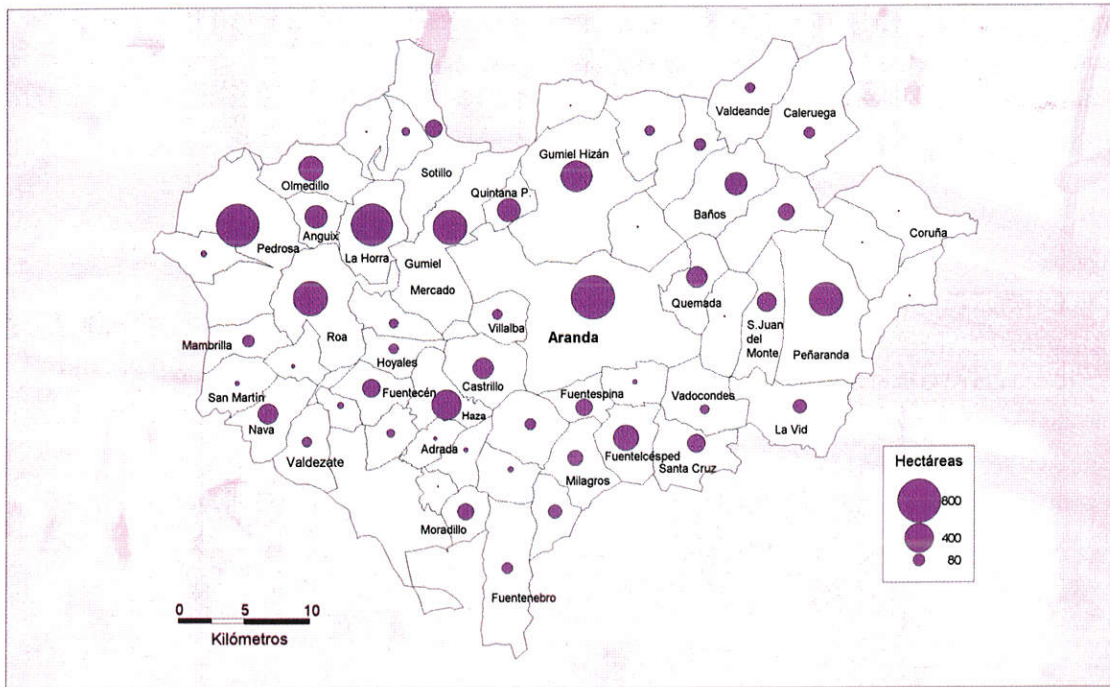 Valdeande
Caleruega
Gumiel Hizán
Sotillo
Olmedillo
Quintana P.
Baños
Anguix
Coruña
Pedrosa
La Horra
Gumiel
Mercado
Quemada
Villalba
Aranda
S.Juan
del
Monte
Roa
Peñaranda
Mambrilla
Hoyales
Castrillo
San Martin
Fuentecén
Fuentespina
Vadocondes
Haza
Nava
La Vid
Adrada
Fuentelcésped
Valdezate
Santa Cruz
Milagros
Moradillo
Fuentenebro
Hectáreas
800
400
80
0 5 10
Kilómetros